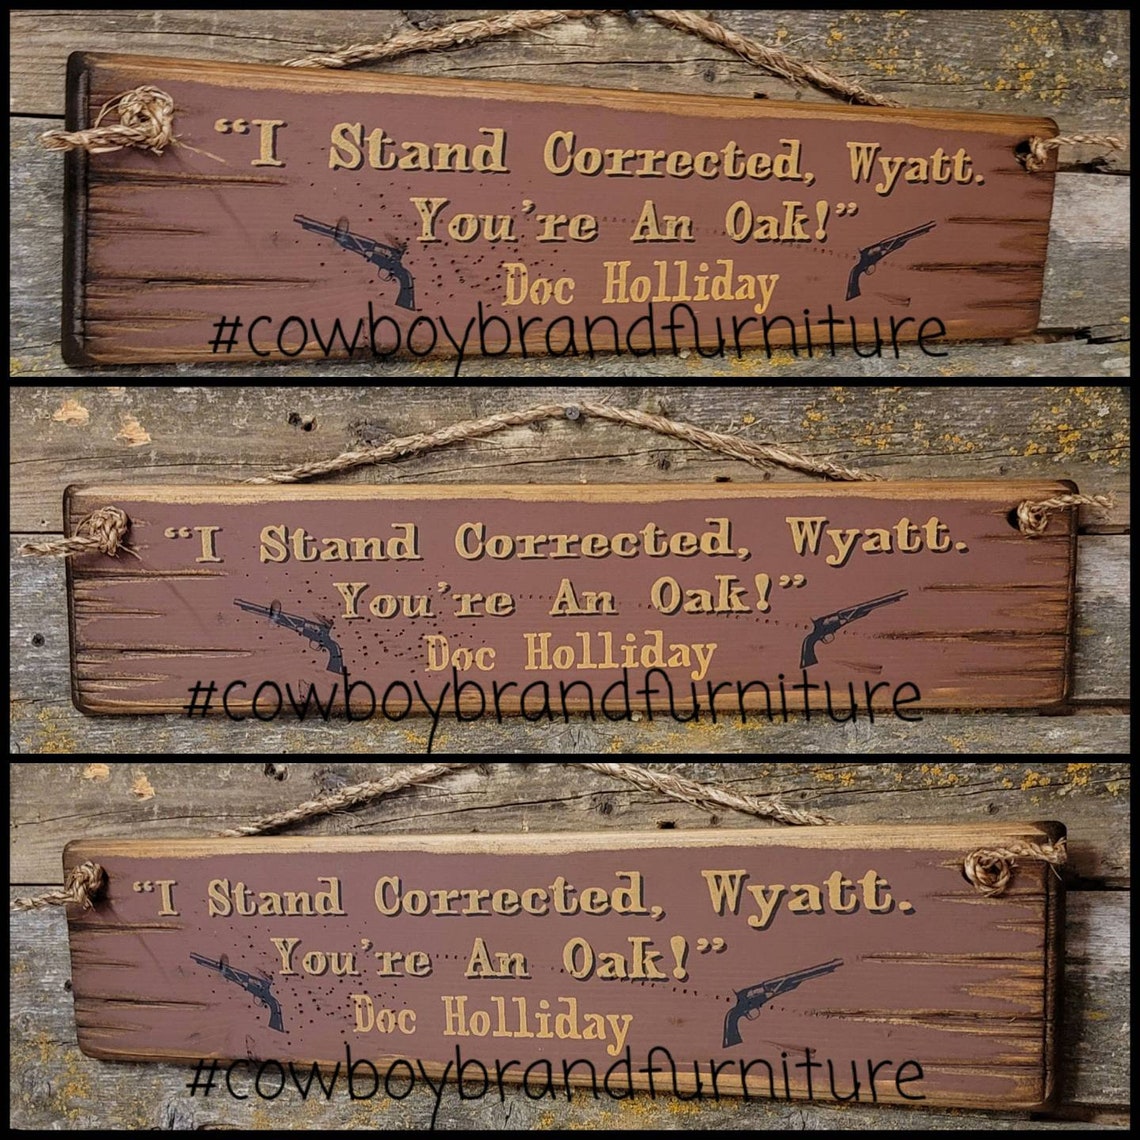 “I Stand Corrected, Wyatt.
You're An Oak!”
Doc Holliday
#cowboybrandfurniture
“I Stand Corrected, Wyatt.
You're An Oak!”
Doc Holliday
#cowboybrandfurniture
“I Stand Corrected, Wyatt.
You're An Oak!”
Doc Holliday
#cowboybrandfurniture